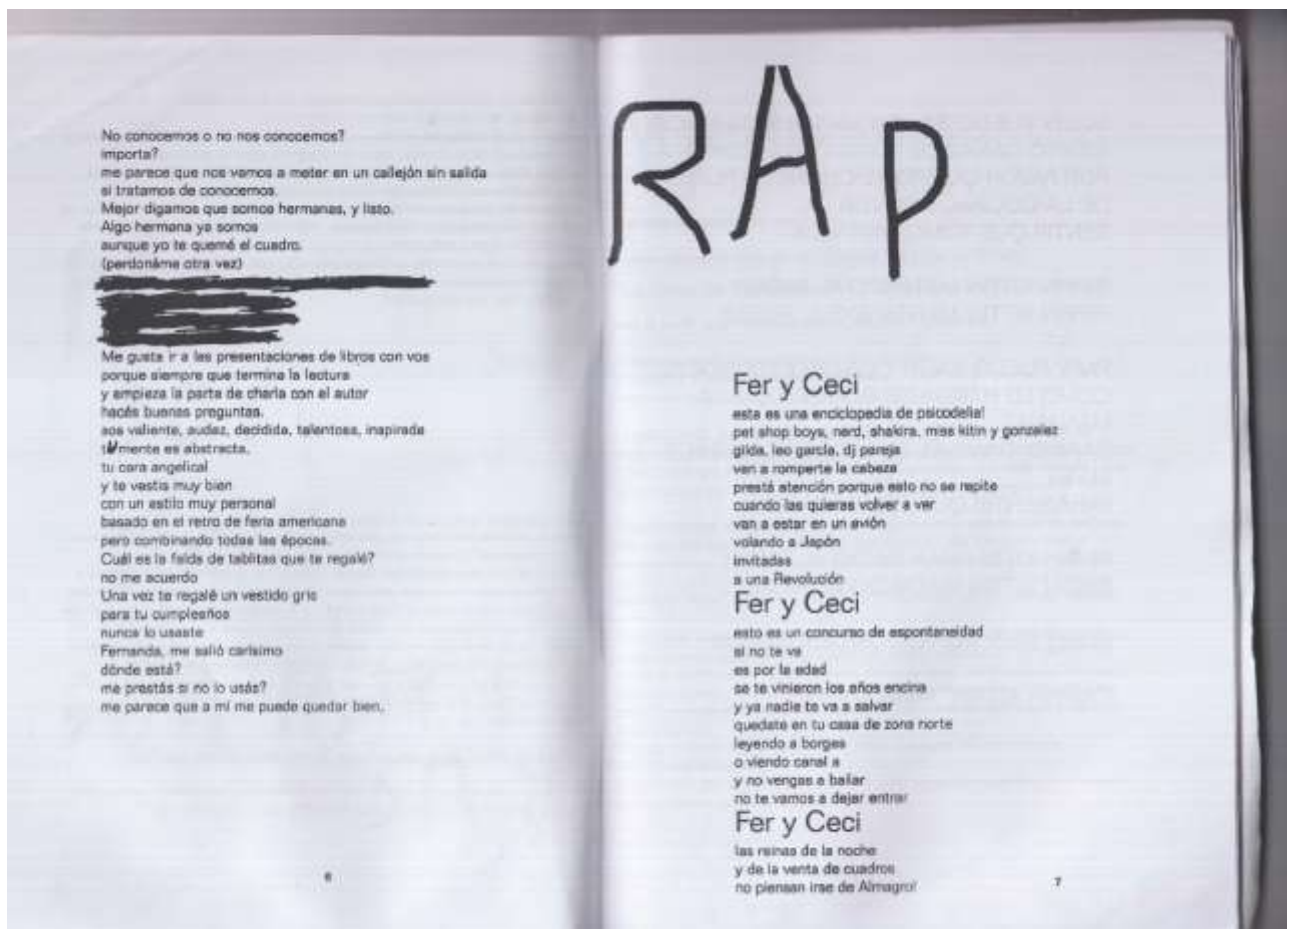 No conocemos o no nos conocemos?
importa?
me parece que nos vamos a meter en un callejón sin salida
si tratamos de conocernos.
Mejor digamos que somos hermanas, y listo.
Algo hermana ya somos
aunque yo te quemé el cuadro.
(perdonáme otra vez)
Me gusta ir a las presentaciones de libros con vos
porque siempre que termina la lectura
y empieza la parte de charla con el autor
hacés buenas preguntas.
sos valiente, audaz, decidida, talentosa, inspirada
tu mente es abstracta,
tu cara angelical
y te vestís muy bien
con un estilo muy personal
basado en el retro de feria americana
pero combinando todas las épocas.
Cuál es la falda de tablitas que te regalé?
no me acuerdo
Una vez te regalé un vestido gris
para tu cumpleaños
nunca lo usaste
Fernanda, me salió carísimo
dónde está?
me prestás si no lo usás?
me parece que a mí me puede quedar bien.
6
RAP
Fer y Ceci
esta es una enciclopedia de psicodelia!
pet shop boys, nerd, shakira, miss kitin y gonzalez
gilda, leo garcía, dj pareja
van a romperte la cabeza
prestá atención porque esto no se repite
cuando las quieras volver a ver
van a estar en un avión
volando a Japón
invitadas
a una Revolución
Fer y Ceci
esto es un concurso de espontaneidad
si no te va
es por la edad
se te vinieron los años encima
y ya nadie te va a salvar
quedate en tu casa de zona norte
leyendo a borges
o viendo canal a
y no vengas a bailar
no te vamos a dejar entrar
Fer y Ceci
las reinas de la noche
y de la venta de cuadros
no piensan irse de Almagro!
7